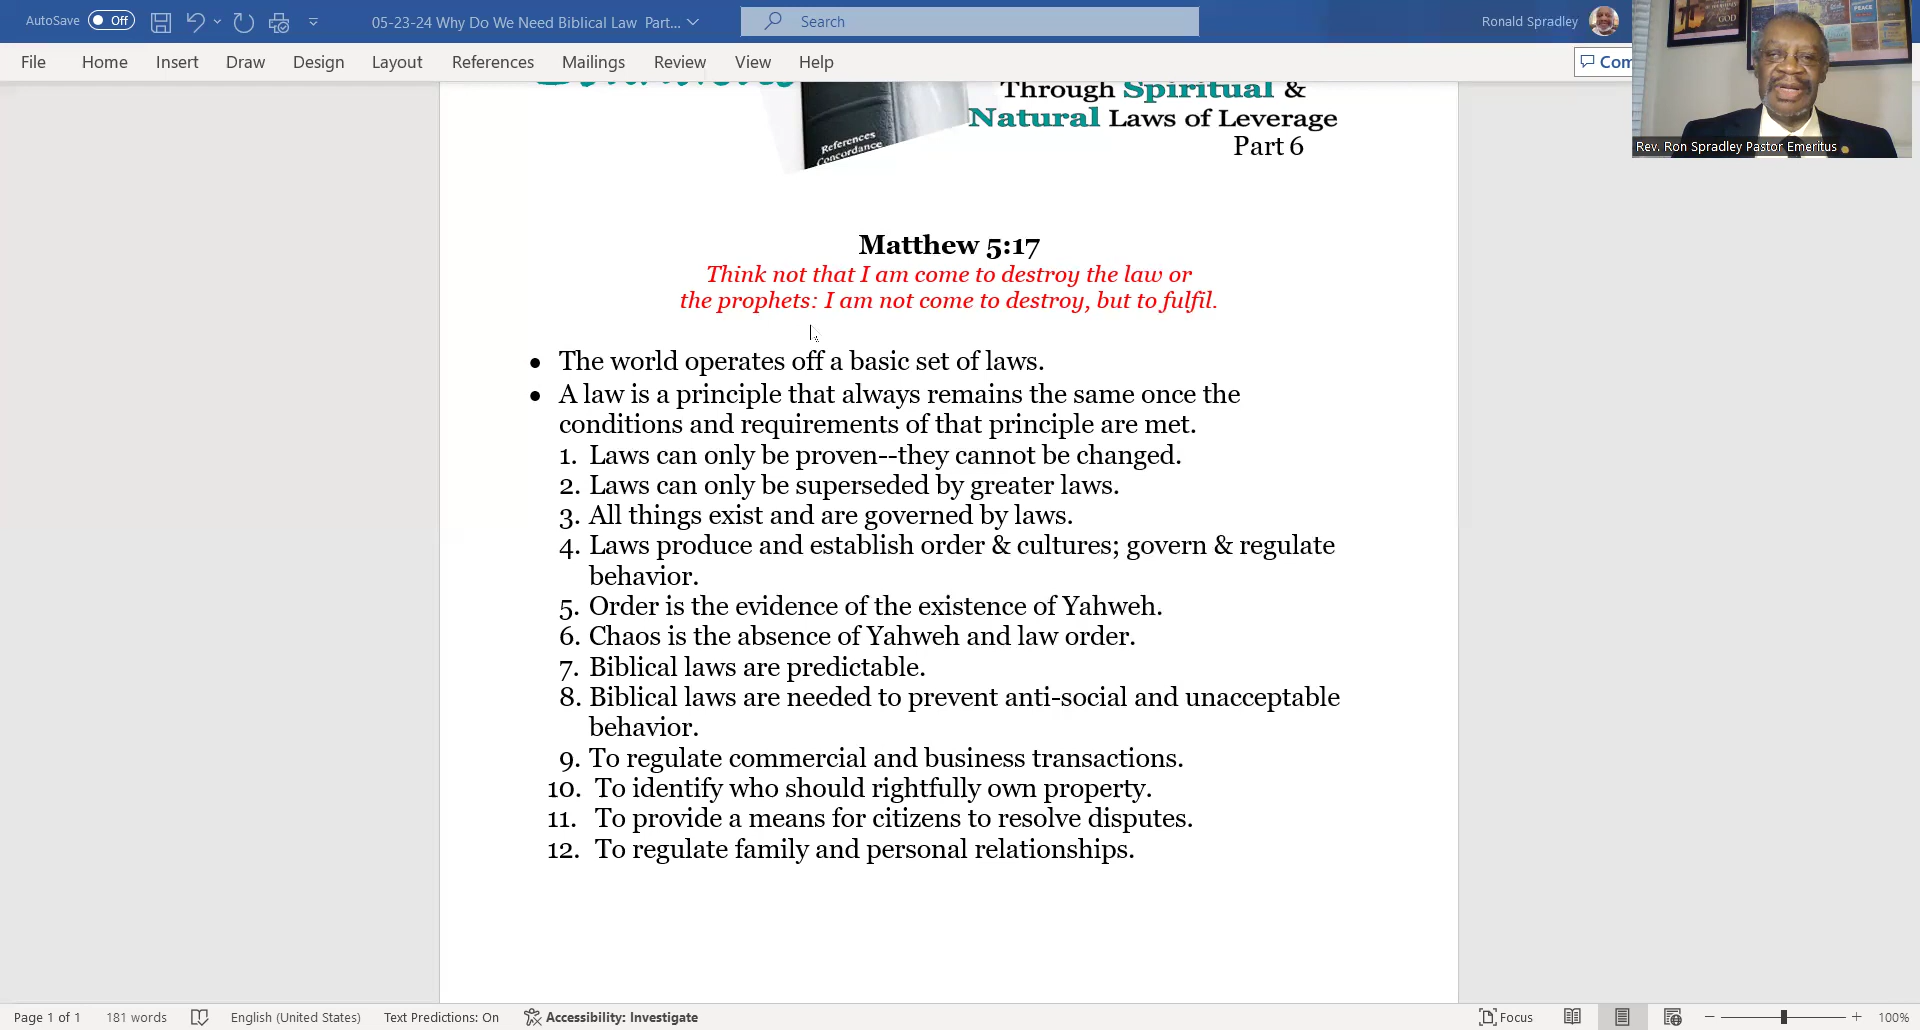 AutoSave Off 05-23-24 Why Do We Need Biblical Law Part... Search Ronald Spradley
File Home Insert Draw Design Layout References Mailings Review View Help Com
Through Spiritual &
Natural Laws of Leverage
Part 6
References
Concordance
Rev. Ron Spradley Pastor Emeritus
Matthew 5:17
Think not that I am come to destroy the law or
the prophets: I am not come to destroy, but to fulfil.
• The world operates off a basic set of laws.
• A law is a principle that always remains the same once the
conditions and requirements of that principle are met.
1. Laws can only be proven--they cannot be changed.
2. Laws can only be superseded by greater laws.
3. All things exist and are governed by laws.
4. Laws produce and establish order & cultures; govern & regulate
behavior.
5. Order is the evidence of the existence of Yahweh.
6. Chaos is the absence of Yahweh and law order.
7. Biblical laws are predictable.
8. Biblical laws are needed to prevent anti-social and unacceptable
behavior.
9. To regulate commercial and business transactions.
10. To identify who should rightfully own property.
11. To provide a means for citizens to resolve disputes.
12. To regulate family and personal relationships.
Page 1 of 1 181 words English (United States) Text Predictions: On Accessibility: Investigate Focus 100%